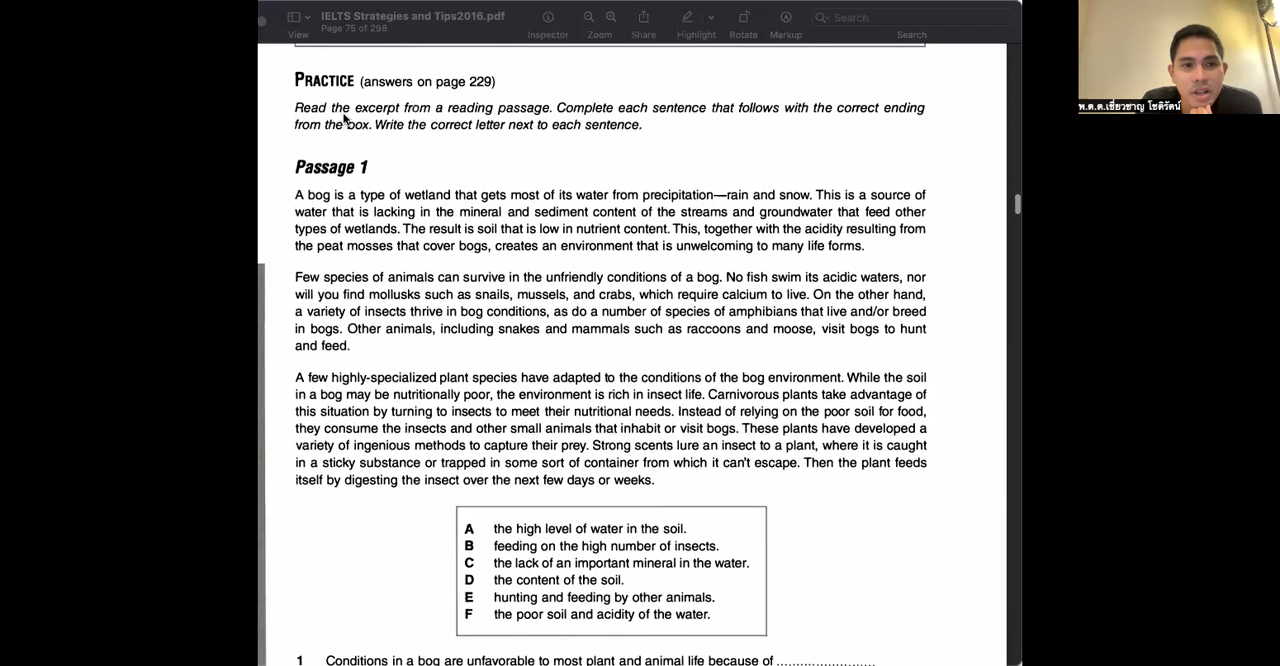 IELTS Strategies and Tips2016.pdf
Page 75 of 298
View
Inspector
Zoom
Share
Highlight
Rotate
Markup
Search
Search
พ.ต.ต.เชี่ยวชาญ โชติรัตน์
PRACTICE (answers on page 229)
Read the excerpt from a reading passage. Complete each sentence that follows with the correct ending
from the box. Write the correct letter next to each sentence.
Passage 1
A bog is a type of wetland that gets most of its water from precipitation—rain and snow. This is a source of
water that is lacking in the mineral and sediment content of the streams and groundwater that feed other
types of wetlands. The result is soil that is low in nutrient content. This, together with the acidity resulting from
the peat mosses that cover bogs, creates an environment that is unwelcoming to many life forms.
Few species of animals can survive in the unfriendly conditions of a bog. No fish swim its acidic waters, nor
will you find mollusks such as snails, mussels, and crabs, which require calcium to live. On the other hand,
a variety of insects thrive in bog conditions, as do a number of species of amphibians that live and/or breed
in bogs. Other animals, including snakes and mammals such as raccoons and moose, visit bogs to hunt
and feed.
A few highly-specialized plant species have adapted to the conditions of the bog environment. While the soil
in a bog may be nutritionally poor, the environment is rich in insect life. Carnivorous plants take advantage of
this situation by turning to insects to meet their nutritional needs. Instead of relying on the poor soil for food,
they consume the insects and other small animals that inhabit or visit bogs. These plants have developed a
variety of ingenious methods to capture their prey. Strong scents lure an insect to a plant, where it is caught
in a sticky substance or trapped in some sort of container from which it can't escape. Then the plant feeds
itself by digesting the insect over the next few days or weeks.
A the high level of water in the soil.
B feeding on the high number of insects.
C the lack of an important mineral in the water.
D the content of the soil.
E hunting and feeding by other animals.
F the poor soil and acidity of the water.
1 Conditions in a bog are unfavorable to most plant and animal life because of ......................